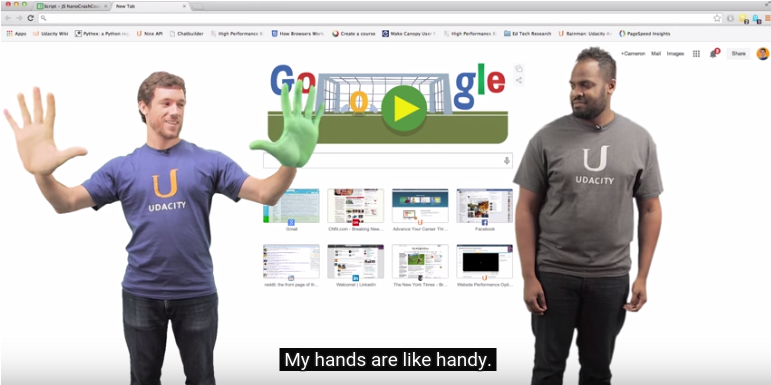 Script - JS NanoCrashCou...
New Tab
Apps
Udacity Wiki
Pythex: a Python reg...
Nice API
Chatbuilder
High Performance B...
How Browsers Work...
Create a course
Make Canopy User f...
High Performance N...
Ed Tech Research
Rainman: Udacity m...
PageSpeed Insights
+Cameron
Mail
Images
Share
Google
U
UDACITY
U
UDACITY
Gmail
CNN.com - Breaking New...
Advance Your Career Thr...
Facebook
reddit: the front page of th...
Welcome! | LinkedIn
The New York Times - Br...
Website Performance Opt...
My hands are like handy.